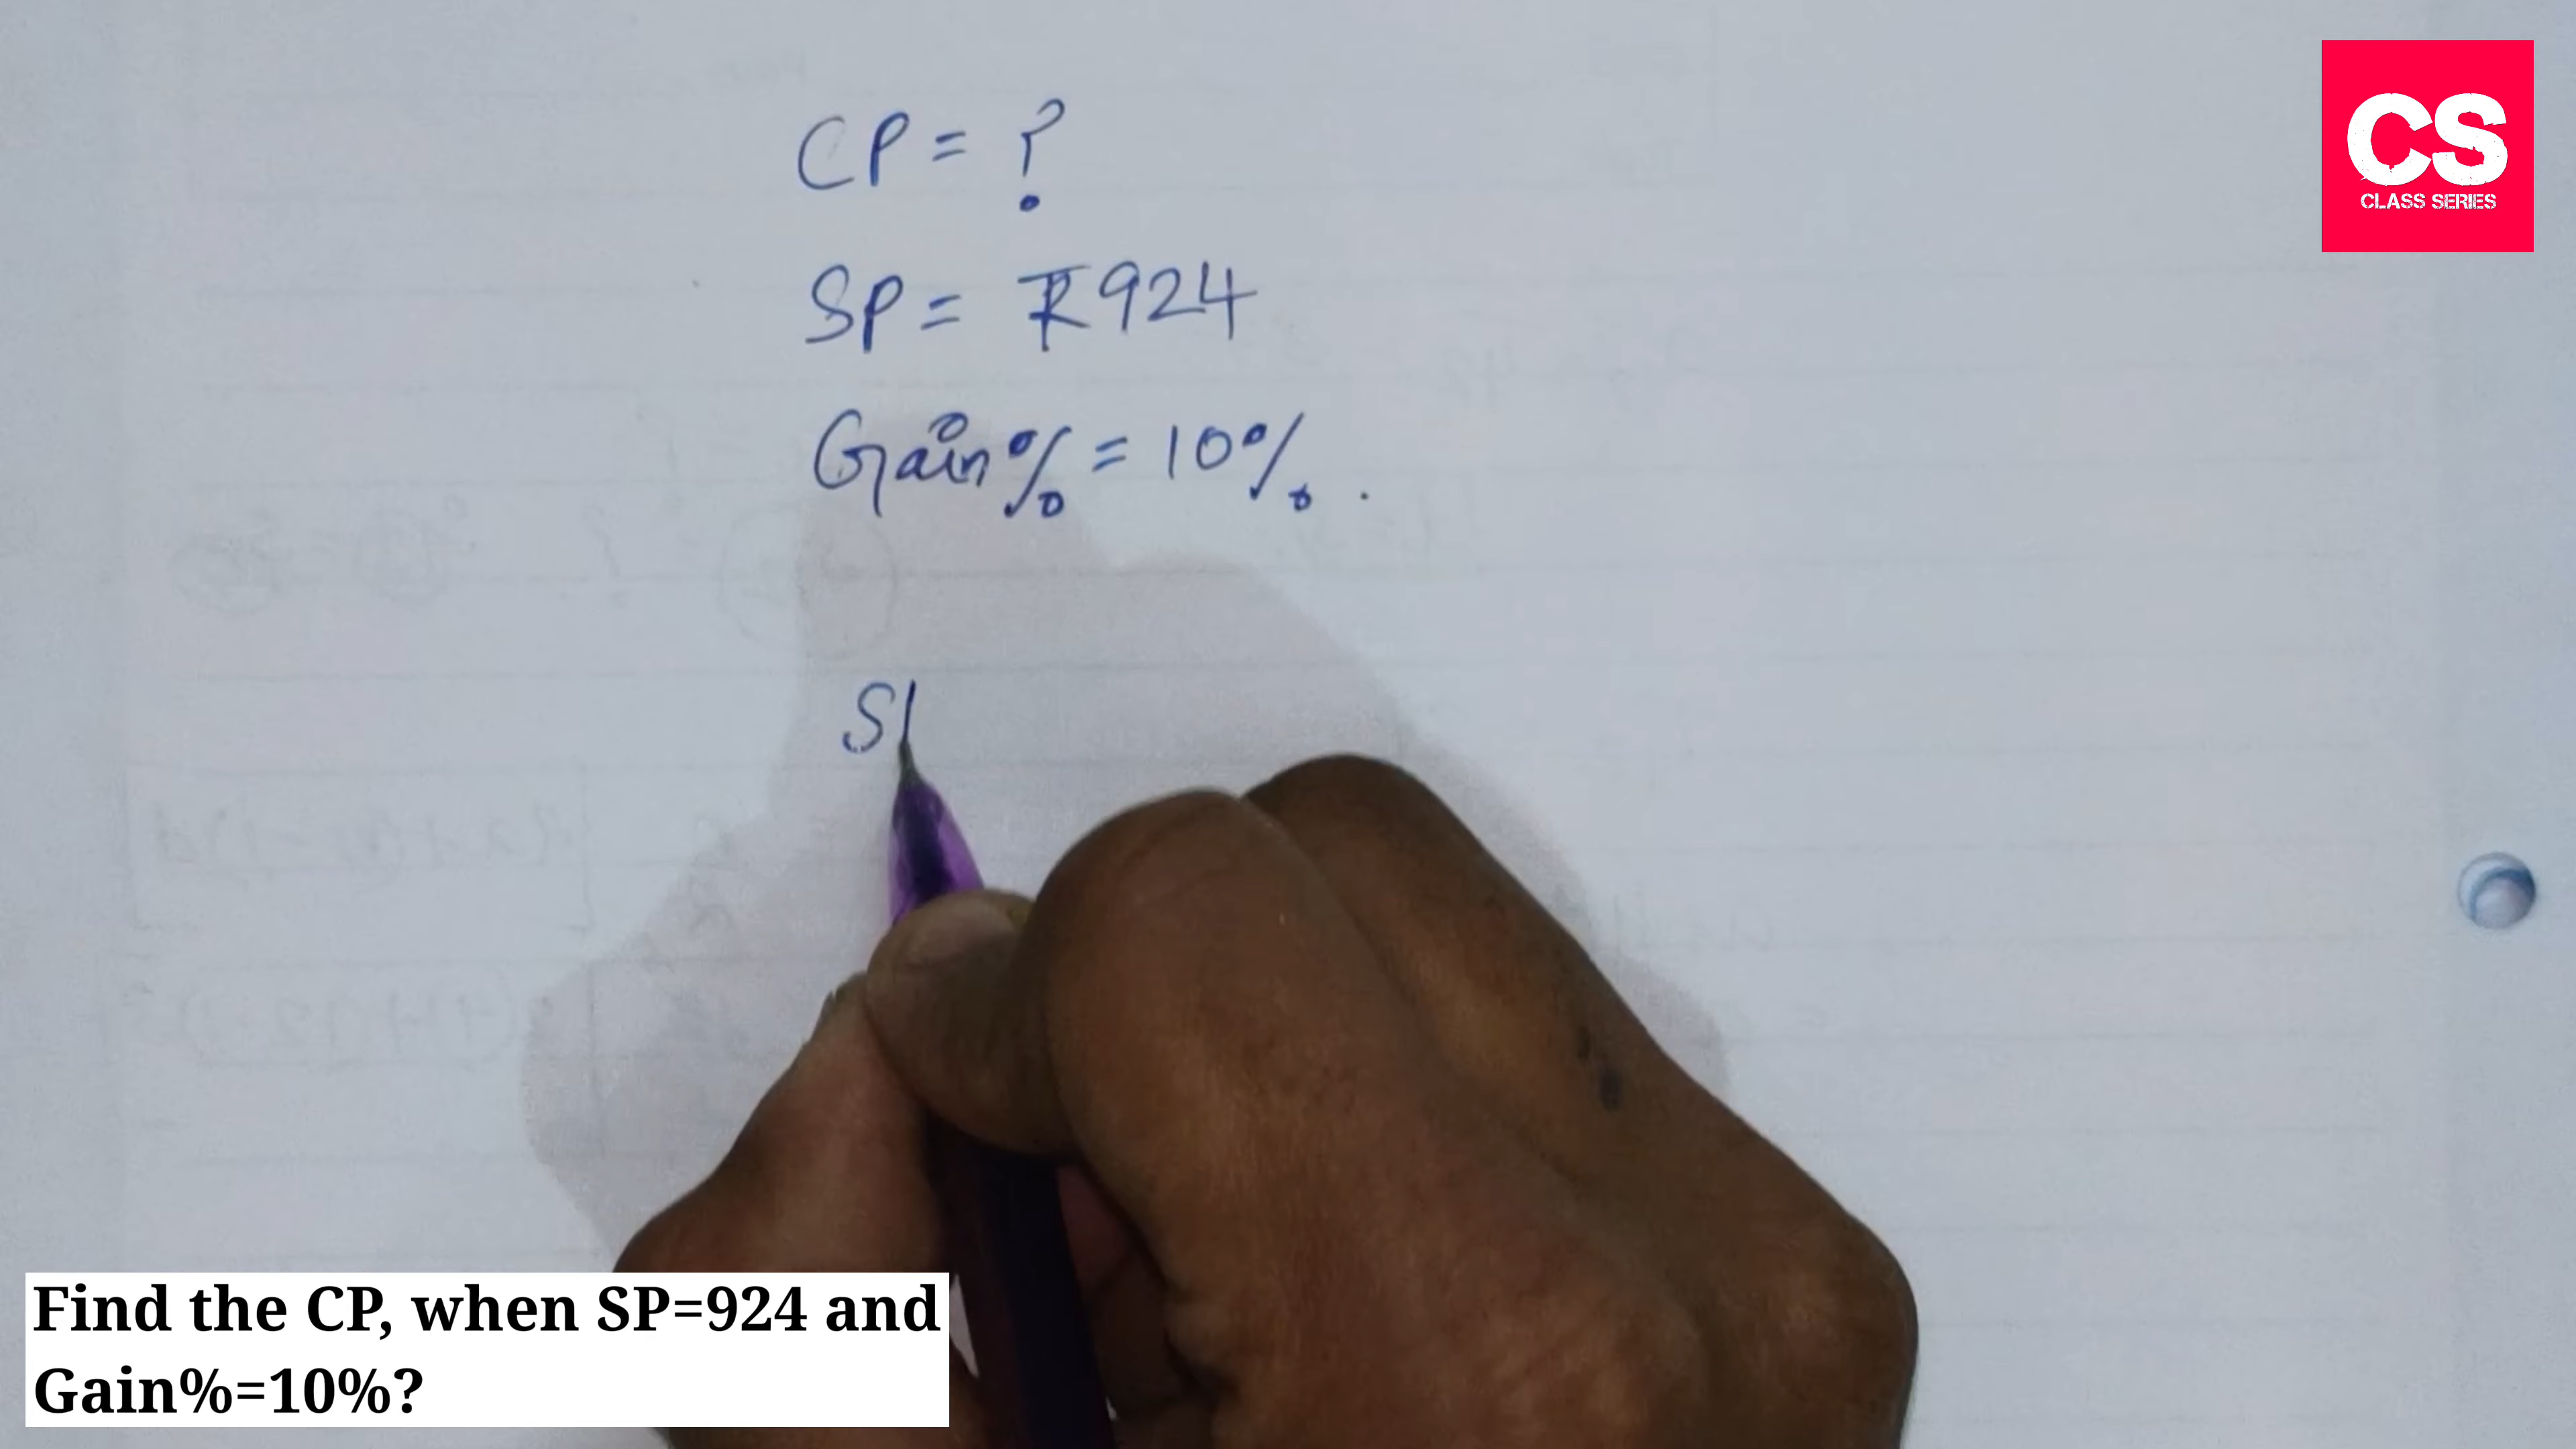 CP = ?
SP = ₹924
Gain% = 10%.
S
CS
CLASS SERIES
Find the CP, when SP=924 and
Gain%=10%?